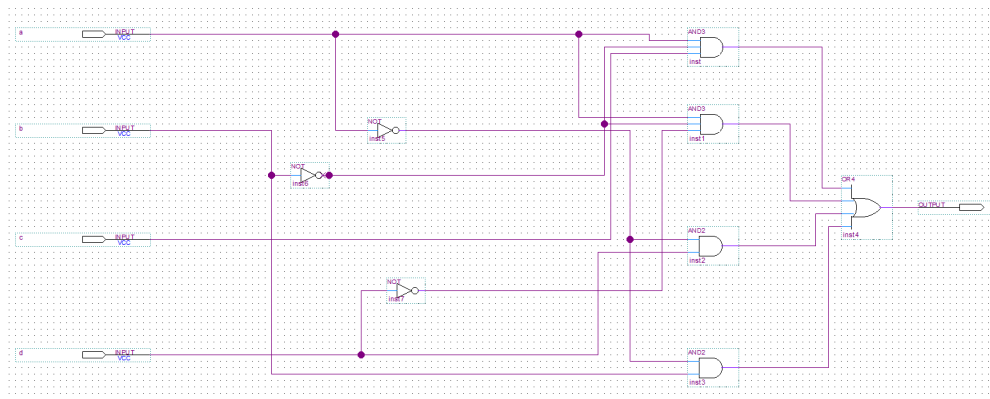 a
INPUT
VCC
AND3
inst
AND3
inst1
b
INPUT
VCC
NOT
inst5
NOT
inst6
OR4
inst4
OUTPUT
c
INPUT
VCC
AND2
inst2
NOT
inst7
d
INPUT
VCC
AND2
inst3